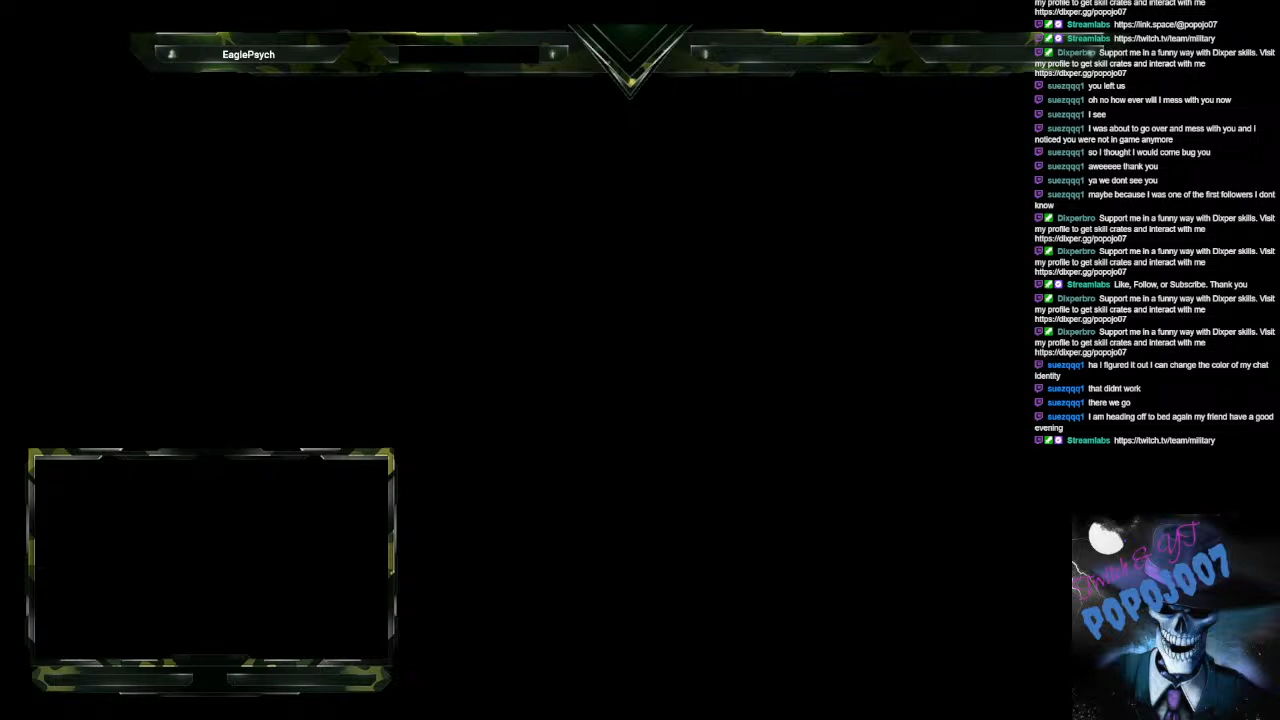 EaglePsych
my profile to get skill crates and interact with me
https://dixper.gg/popojo07
Streamlabs https://link.space/@popojo07
Streamlabs https://twitch.tv/team/military
Dixperbro Support me in a funny way with Dixper skills. Visit
my profile to get skill crates and interact with me
https://dixper.gg/popojo07
suezqqq1 you left us
suezqqq1 oh no how ever will I mess with you now
suezqqq1 I see
suezqqq1 I was about to go over and mess with you and i
noticed you were not in game anymore
suezqqq1 so I thought I would come bug you
suezqqq1 aweeeee thank you
suezqqq1 ya we dont see you
suezqqq1 maybe because I was one of the first followers I dont
know
Dixperbro Support me in a funny way with Dixper skills. Visit
my profile to get skill crates and interact with me
https://dixper.gg/popojo07
Dixperbro Support me in a funny way with Dixper skills. Visit
my profile to get skill crates and interact with me
https://dixper.gg/popojo07
Streamlabs Like, Follow, or Subscribe. Thank you
Dixperbro Support me in a funny way with Dixper skills. Visit
my profile to get skill crates and interact with me
https://dixper.gg/popojo07
Dixperbro Support me in a funny way with Dixper skills. Visit
my profile to get skill crates and interact with me
https://dixper.gg/popojo07
suezqqq1 ha I figured it out I can change the color of my chat
identity
suezqqq1 that didnt work
suezqqq1 there we go
suezqqq1 I am heading off to bed again my friend have a good
evening
Streamlabs https://twitch.tv/team/military
Twitch & YT
POPOJO07